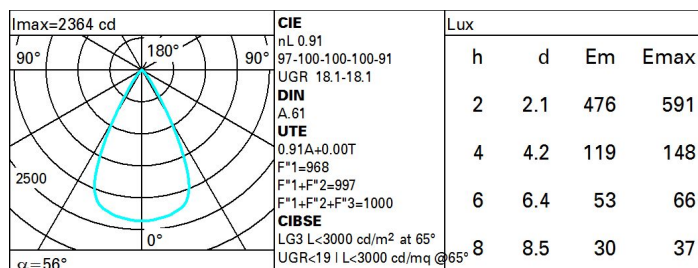 Imax=2364 cd
90° 180° 90°
2500
0°
α=56°
CIE
nL 0.91
97-100-100-100-91
UGR 18.1-18.1
DIN
A.61
UTE
0.91A+0.00T
F"1=968
F"1+F"2=997
F"1+F"2+F"3=1000
CIBSE
LG3 L<3000 cd/m² at 65°
UGR<19 | L<3000 cd/mq @65°
Lux
h d Em Emax
2 2.1 476 591
4 4.2 119 148
6 6.4 53 66
8 8.5 30 37